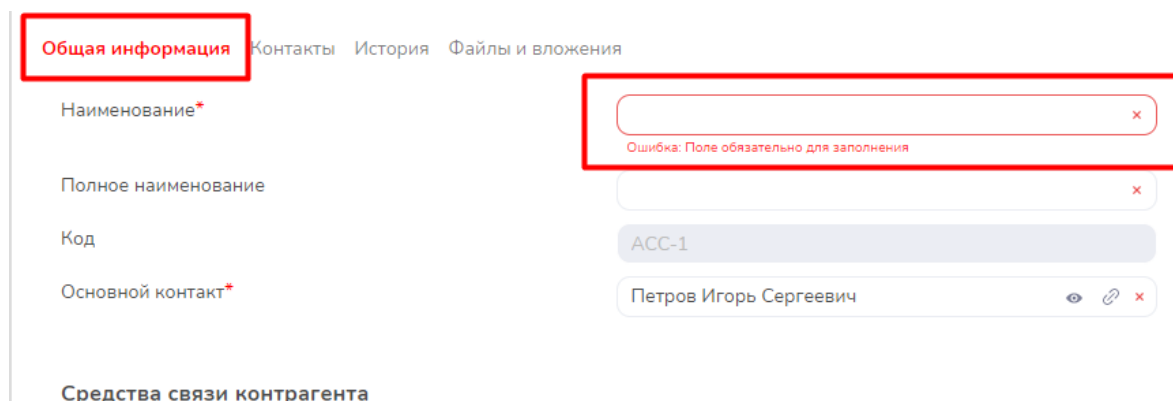 Общая информация Контакты История Файлы и вложения
Наименование*
Ошибка: Поле обязательно для заполнения
Полное наименование
Код ACC-1
Основной контакт* Петров Игорь Сергеевич
Средства связи контрагента